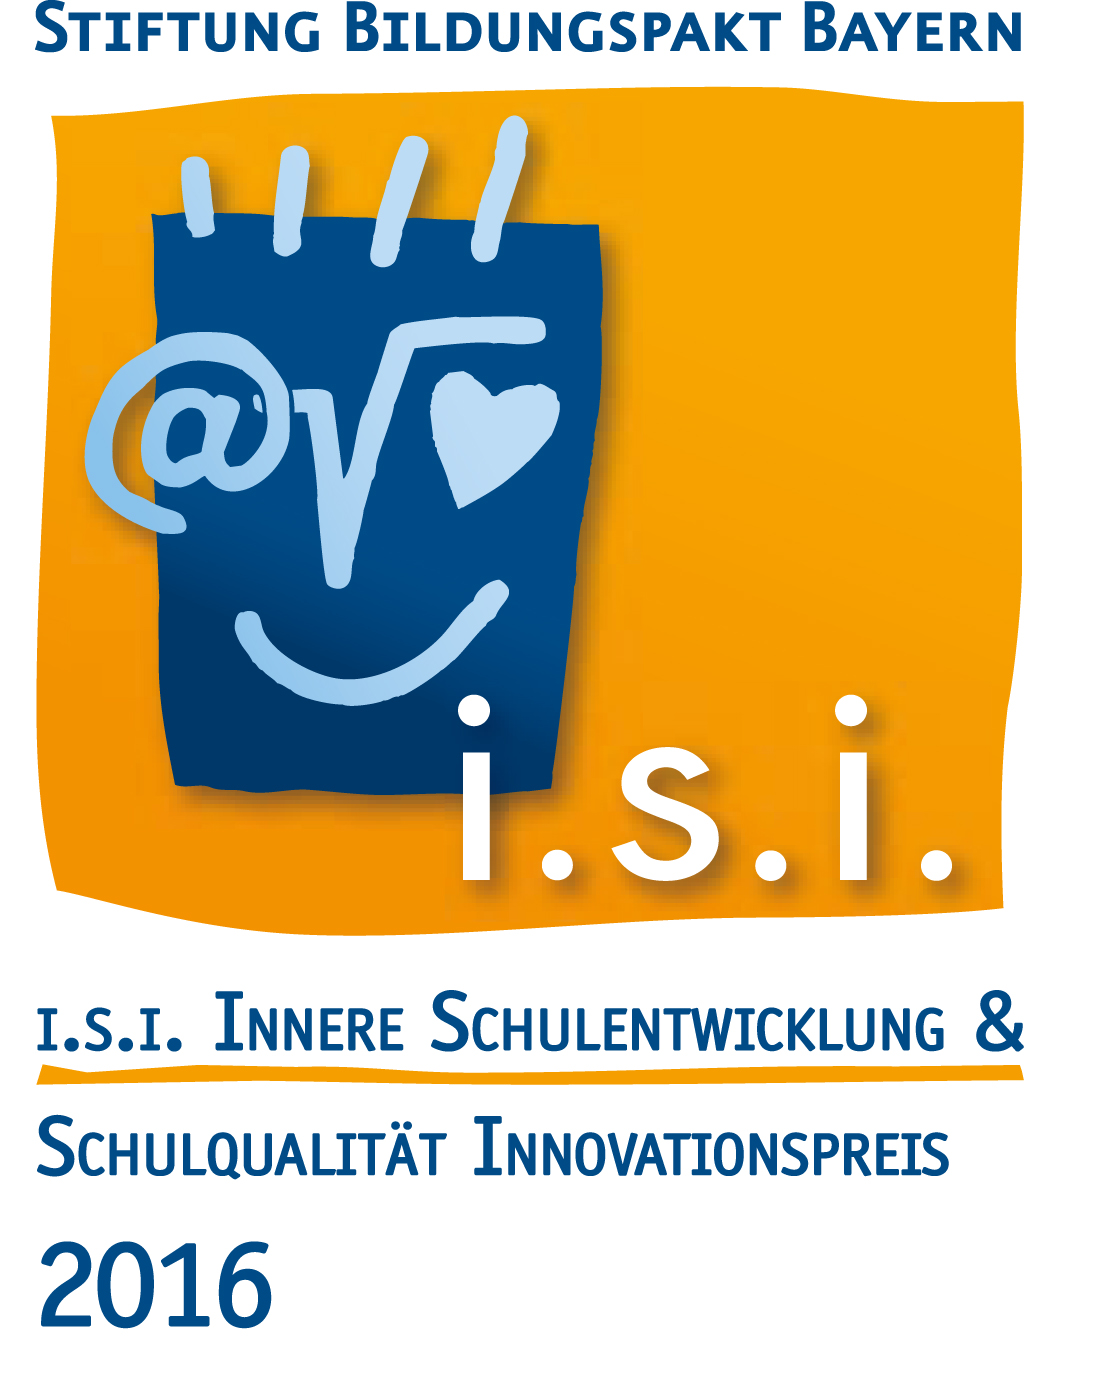 Stiftung Bildungspakt Bayern
@√
i.s.i.
i.s.i. Innere Schulentwicklung &
Schulqualität Innovationspreis
2016